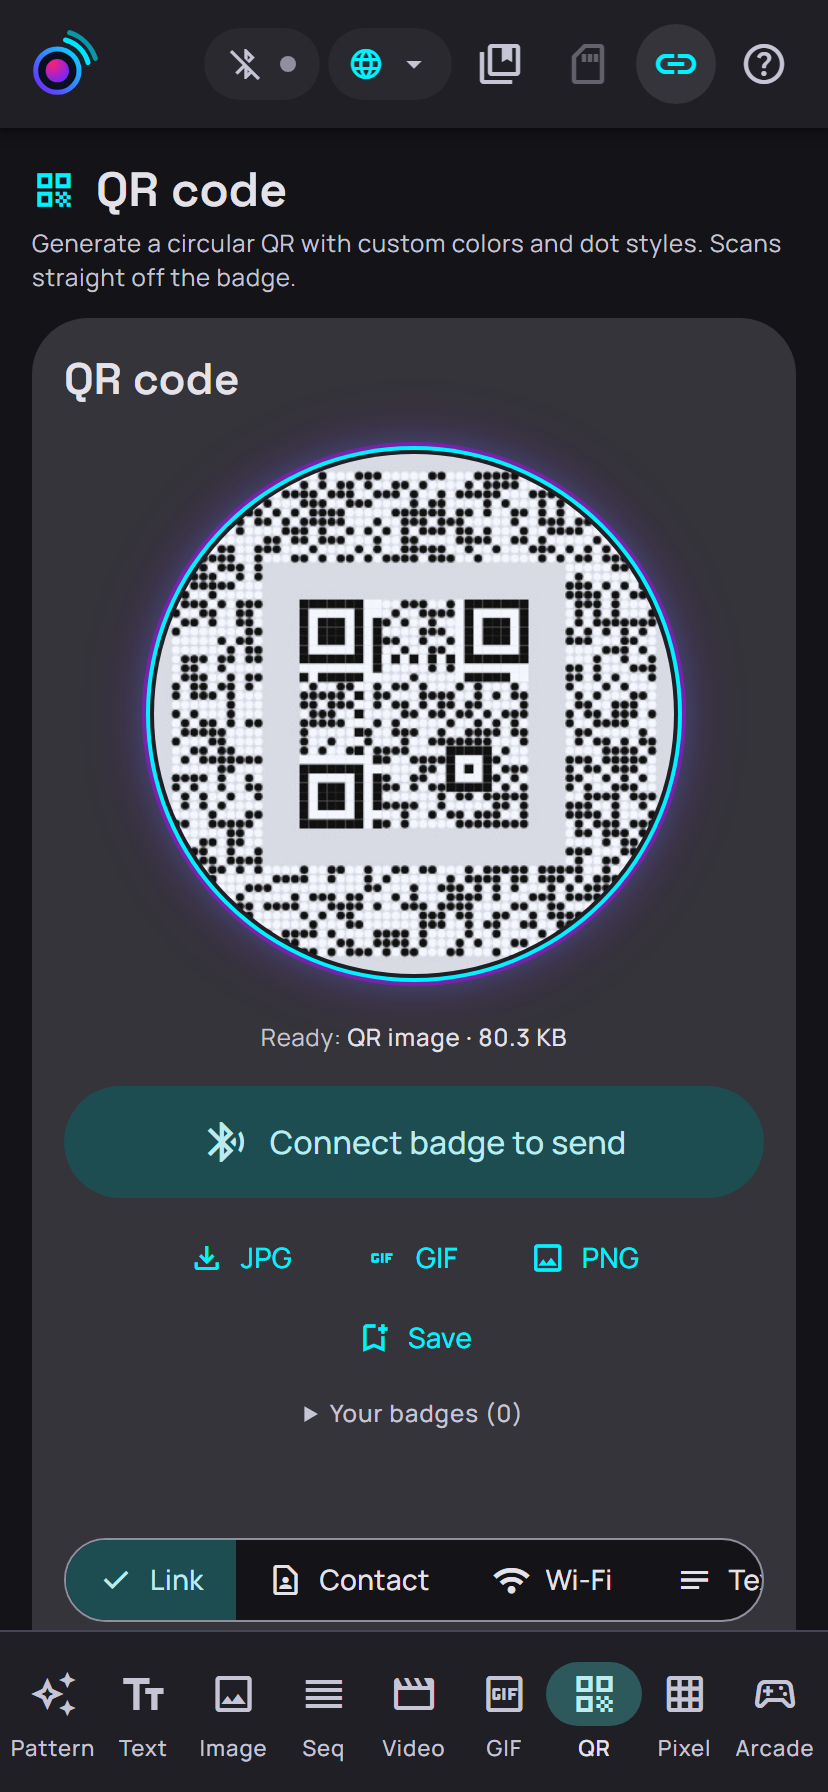 QR code
Generate a circular QR with custom colors and dot styles. Scans
straight off the badge.
QR code
Ready: QR image · 80.3 KB
Connect badge to send
JPG
GIF GIF
PNG
Save
Your badges (0)
Link
Contact
Wi-Fi
Pattern
Text
Image
Seq
Video
GIF
GIF
QR
Pixel
Arcade